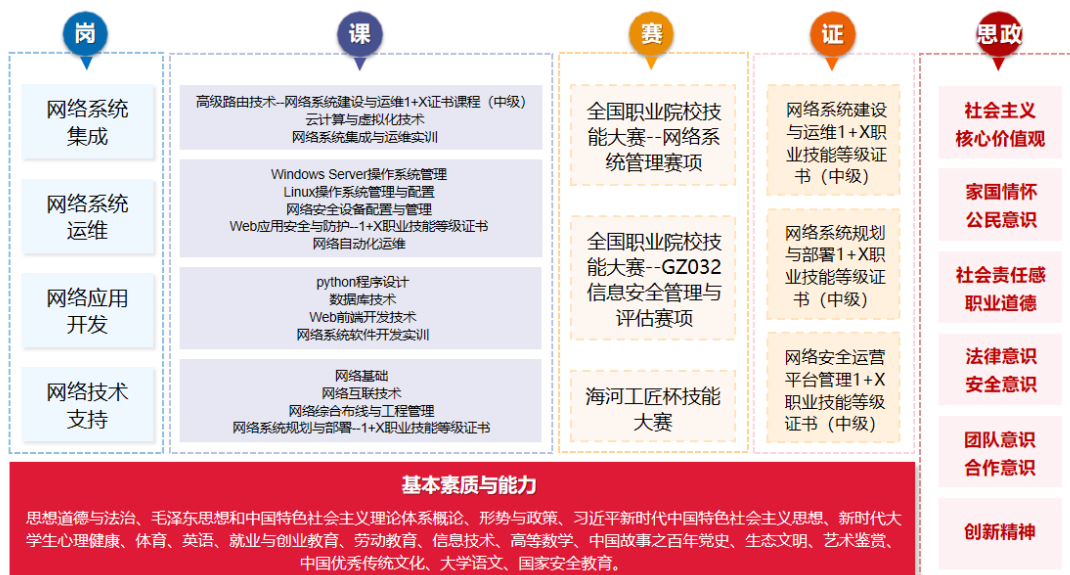 岗
课
赛
证
思政
网络系统
集成
网络系统
运维
网络应用
开发
网络技术
支持
高级路由技术--网络系统建设与运维1+X证书课程（中级）
云计算与虚拟化技术
网络系统集成与运维实训
Windows Server操作系统管理
Linux操作系统管理与配置
网络安全设备配置与管理
Web应用安全与防护--1+X职业技能等级证书
网络自动化运维
python程序设计
数据库技术
Web前端开发技术
网络系统软件开发实训
网络基础
网络互联技术
网络综合布线与工程管理
网络系统规划与部署--1+X职业技能等级证书
全国职业院校技
能大赛--网络系
统管理赛项
全国职业院校技
能大赛--GZ032
信息安全管理与
评估赛项
海河工匠杯技能
大赛
网络系统建设
与运维1+X职
业技能等级证
书（中级）
网络系统规划
与部署1+X职
业技能等级证
书（中级）
网络安全运营
平台管理1+X
职业技能等级
证书（中级）
社会主义
核心价值观
家国情怀
公民意识
社会责任感
职业道德
法律意识
安全意识
团队意识
合作意识
创新精神
基本素质与能力
思想道德与法治、毛泽东思想和中国特色社会主义理论体系概论、形势与政策、习近平新时代中国特色社会主义思想、新时代大
学生心理健康、体育、英语、就业与创业教育、劳动教育、信息技术、高等数学、中国故事之百年党史、生态文明、艺术鉴赏、
中国优秀传统文化、大学语文、国家安全教育。